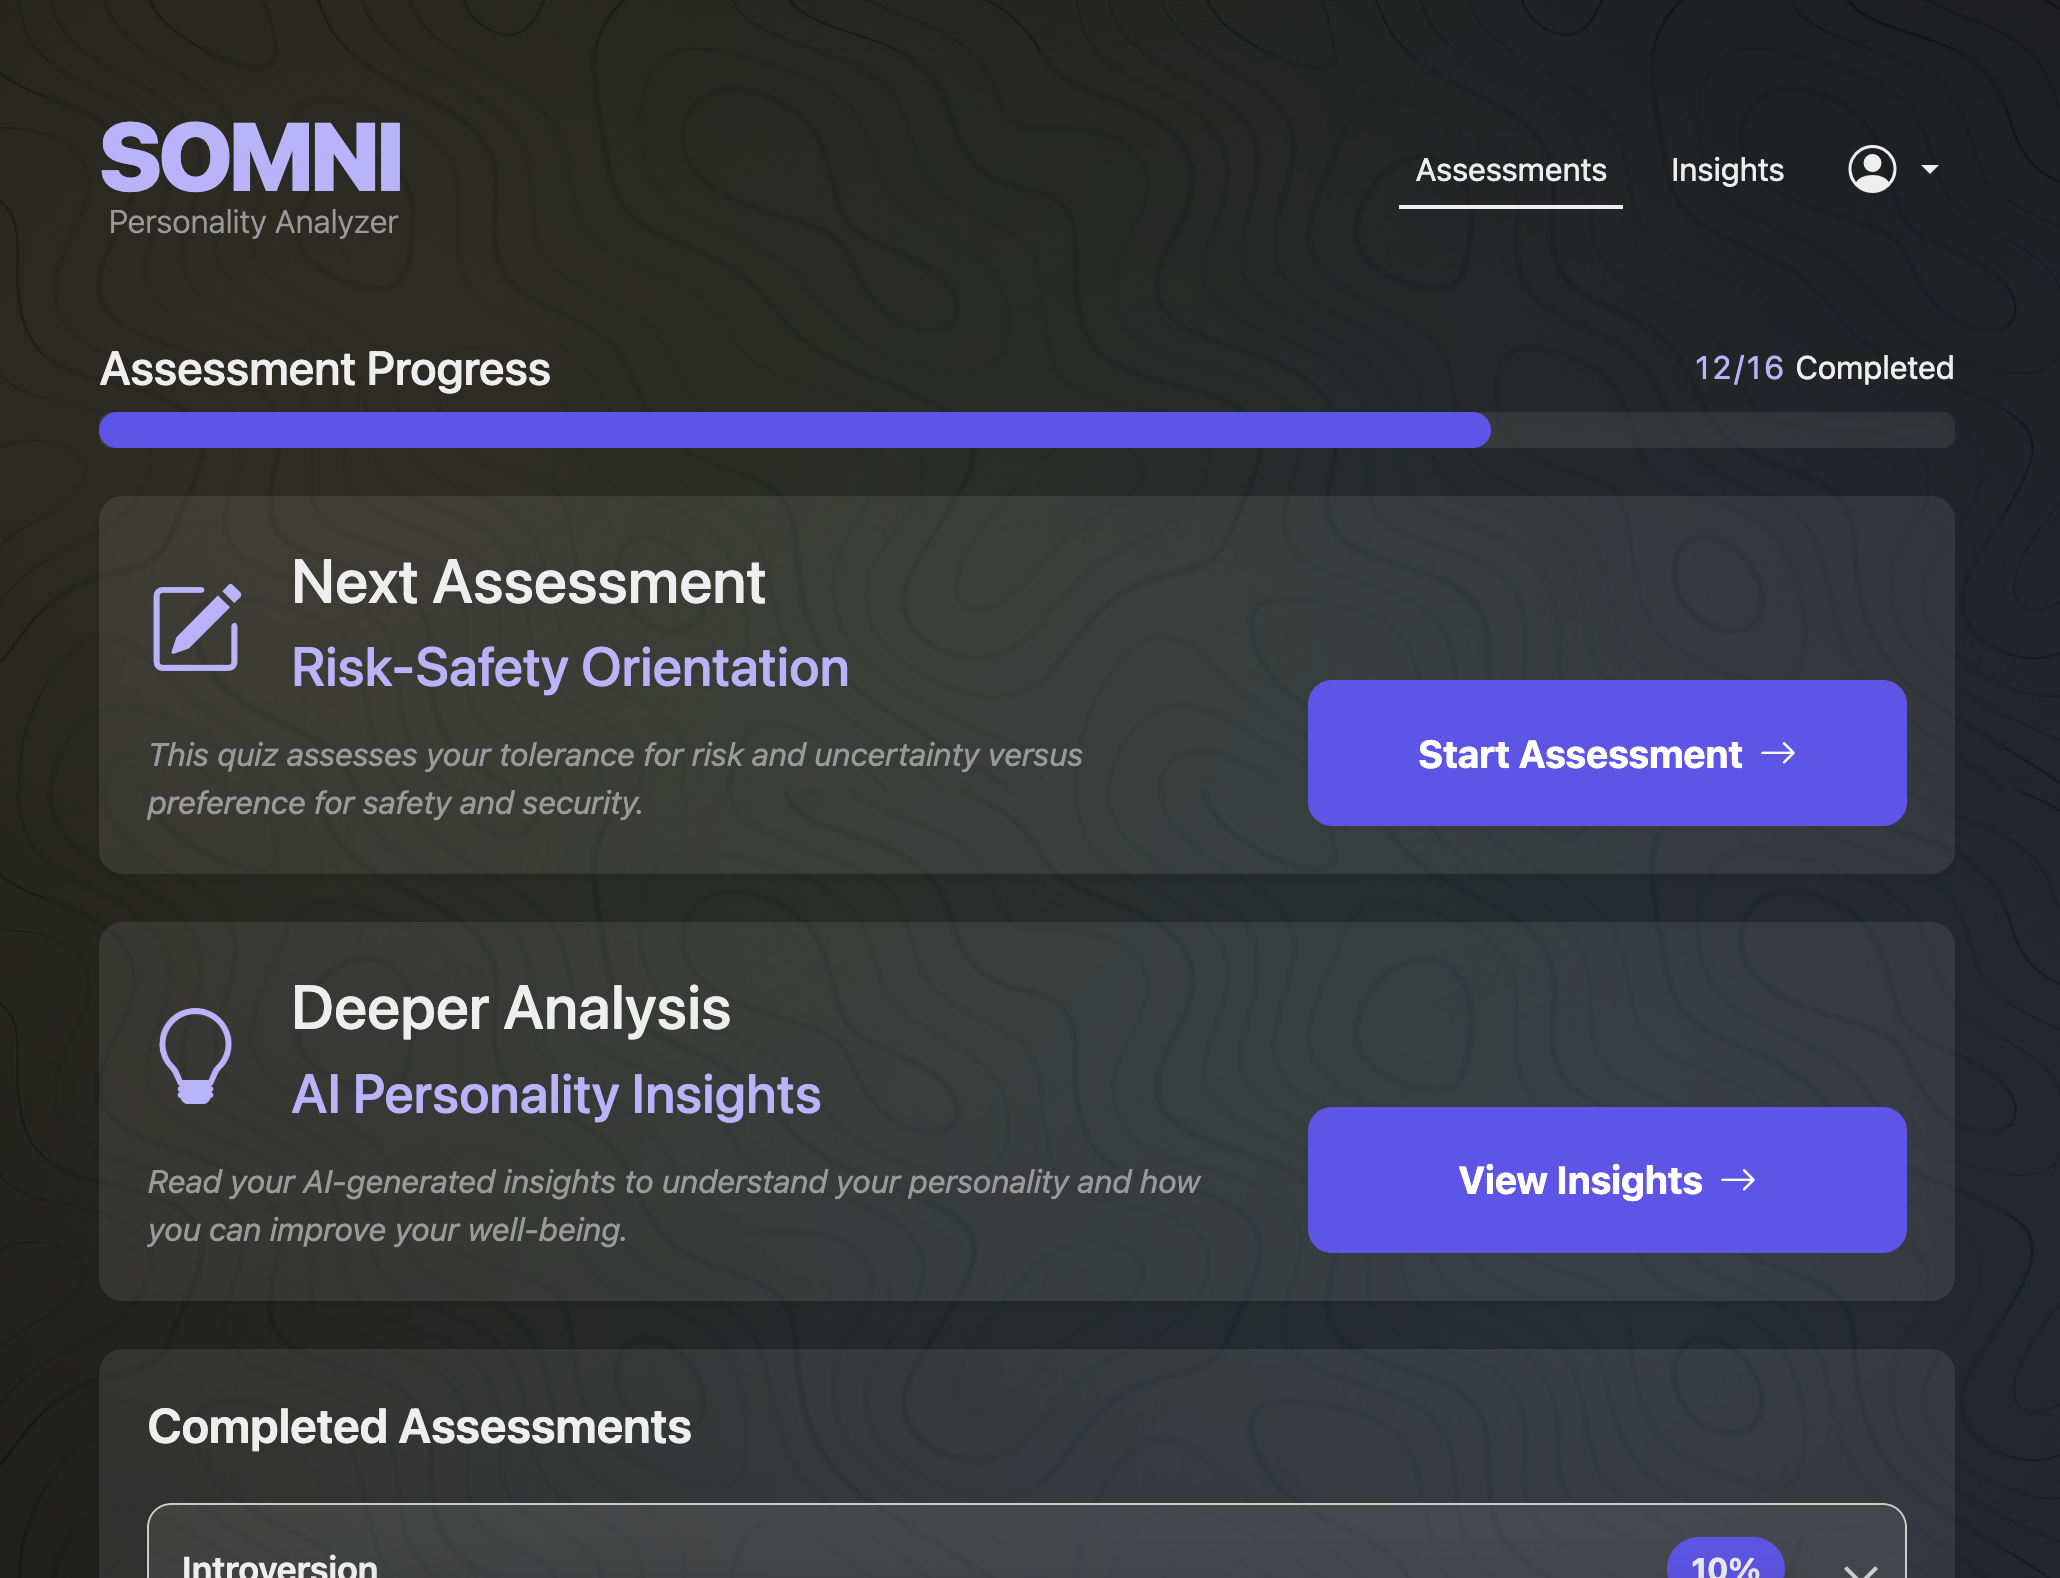 SOMNI
Personality Analyzer
Assessments
Insights
Assessment Progress
12/16 Completed
Next Assessment
Risk-Safety Orientation
This quiz assesses your tolerance for risk and uncertainty versus
preference for safety and security.
Start Assessment →
Deeper Analysis
AI Personality Insights
Read your AI-generated insights to understand your personality and how
you can improve your well-being.
View Insights →
Completed Assessments
Introversion
10%